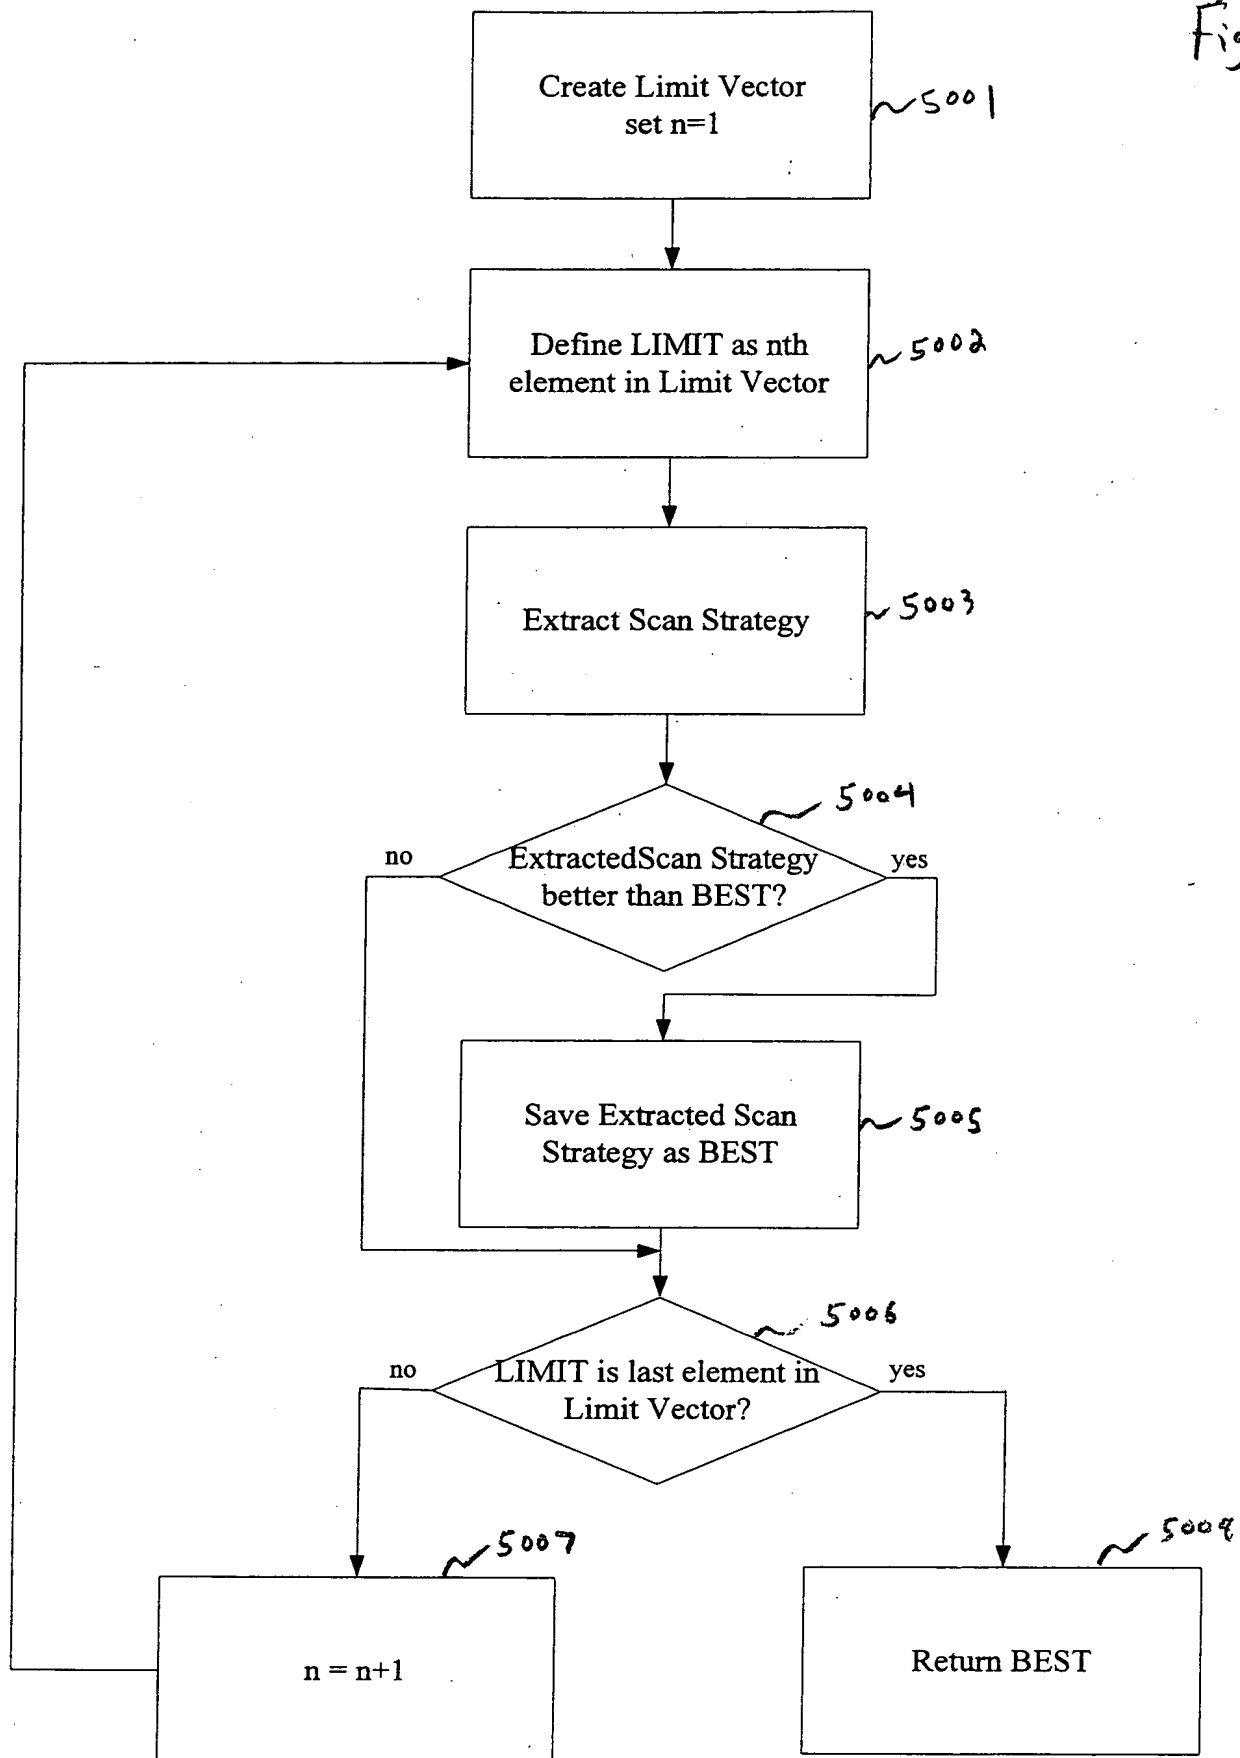 Fig
Create Limit Vector
set n=1
5001
Define LIMIT as nth
element in Limit Vector
5002
Extract Scan Strategy
5003
5004
no
ExtractedScan Strategy
better than BEST?
yes
Save Extracted Scan
Strategy as BEST
5005
5006
no
LIMIT is last element in
Limit Vector?
yes
5007
n = n+1
Return BEST